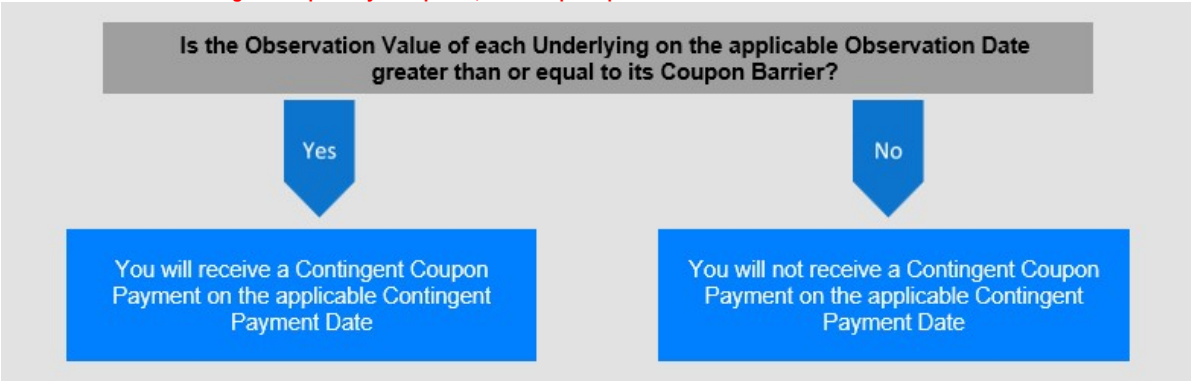 Is the Observation Value of each Underlying on the applicable Observation Date
greater than or equal to its Coupon Barrier?
Yes
No
You will receive a Contingent Coupon
Payment on the applicable Contingent
Payment Date
You will not receive a Contingent Coupon
Payment on the applicable Contingent
Payment Date